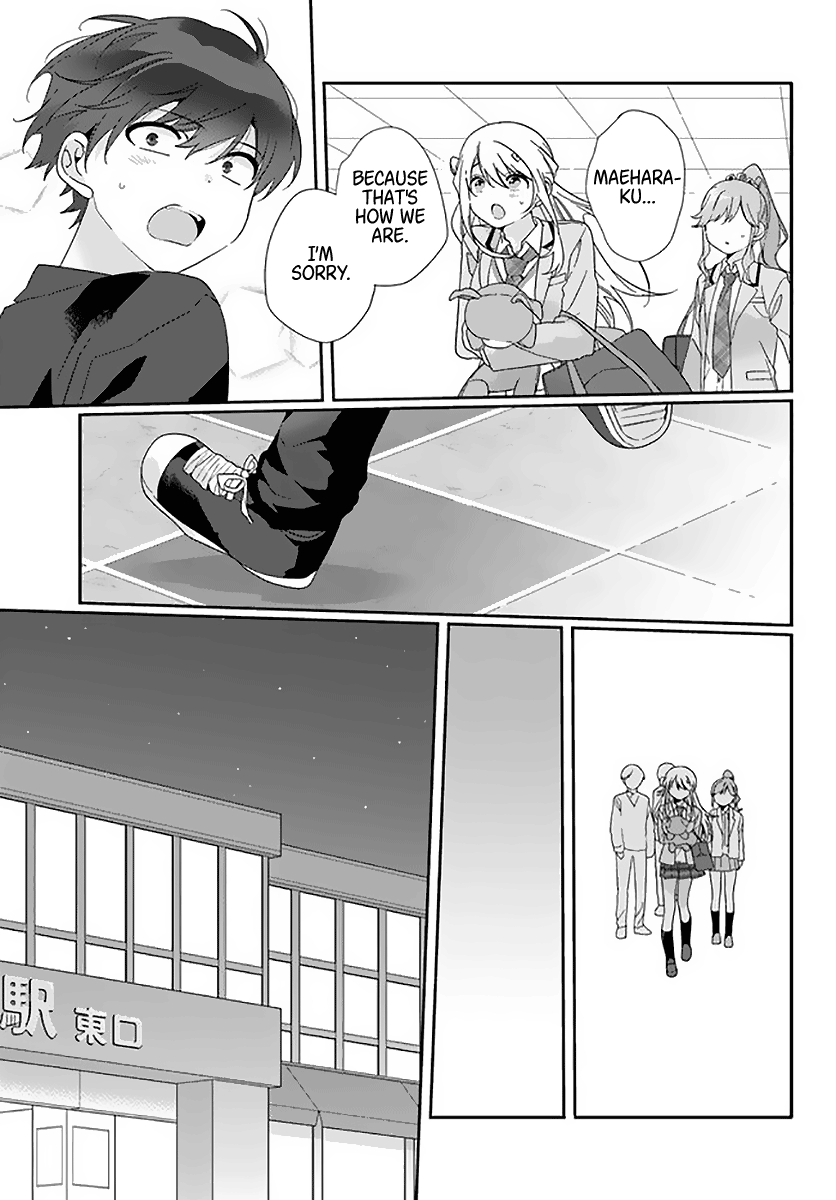 MAEHARA-
KU...
BECAUSE
THAT'S
HOW WE
ARE.
I'M
SORRY.
駅 東口